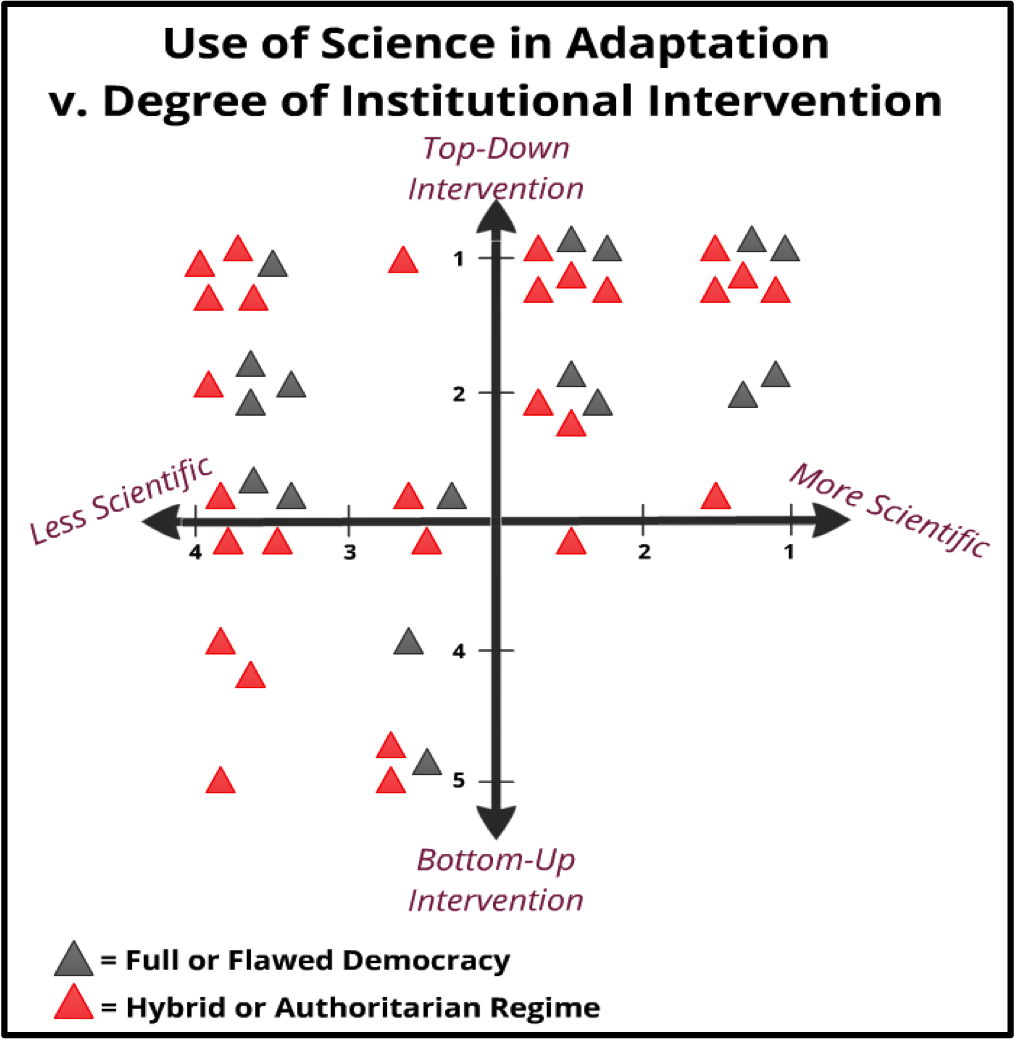 Use of Science in Adaptation
v. Degree of Institutional Intervention
Top-Down
Intervention
1
2
Less Scientific
More Scientific
4
3
2
1
4
5
Bottom-Up
Intervention
= Full or Flawed Democracy
= Hybrid or Authoritarian Regime